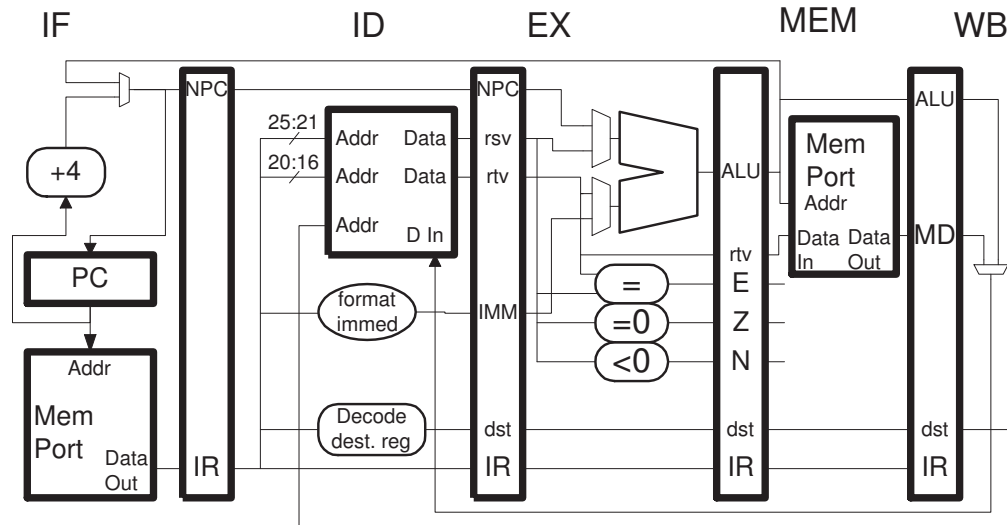 IF ID EX MEM WB
NPC NPC ALU
25:21 Addr Data rsv
20:16 Addr Data rtv
+4
Addr
D In
PC
ALU
Mem
Port
Addr
Data
In
Data
Out
MD
rtv
format
immed
IMM
= E
=0 Z
<0 N
Addr
Mem
Port
Data
Out
Decode
dest. reg
dst dst dst
IR IR IR IR